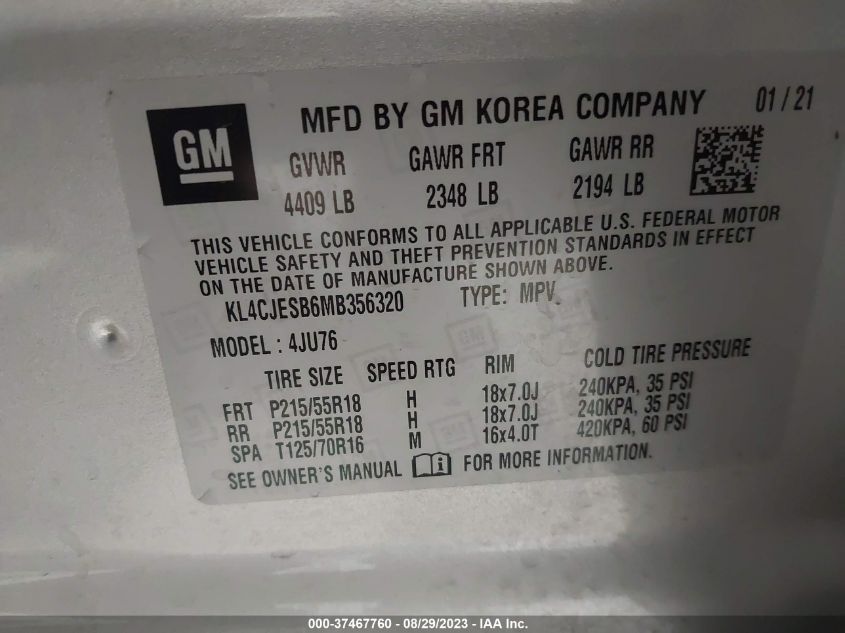 GM
MFD BY GM KOREA COMPANY 01/21
GVWR GAWR FRT GAWR RR
4409 LB 2348 LB 2194 LB
THIS VEHICLE CONFORMS TO ALL APPLICABLE U.S. FEDERAL MOTOR
VEHICLE SAFETY AND THEFT PREVENTION STANDARDS IN EFFECT
ON THE DATE OF MANUFACTURE SHOWN ABOVE.
KL4CJESB6MB356320 TYPE: MPV
MODEL : 4JU76
TIRE SIZE SPEED RTG RIM COLD TIRE PRESSURE
FRT P215/55R18 H 18x7.0J 240KPA, 35 PSI
RR P215/55R18 H 18x7.0J 240KPA, 35 PSI
SPA T125/70R16 M 16x4.0T 420KPA, 60 PSI
SEE OWNER'S MANUAL FOR MORE INFORMATION.
000-37467760 - 08/29/2023 - IAA Inc.